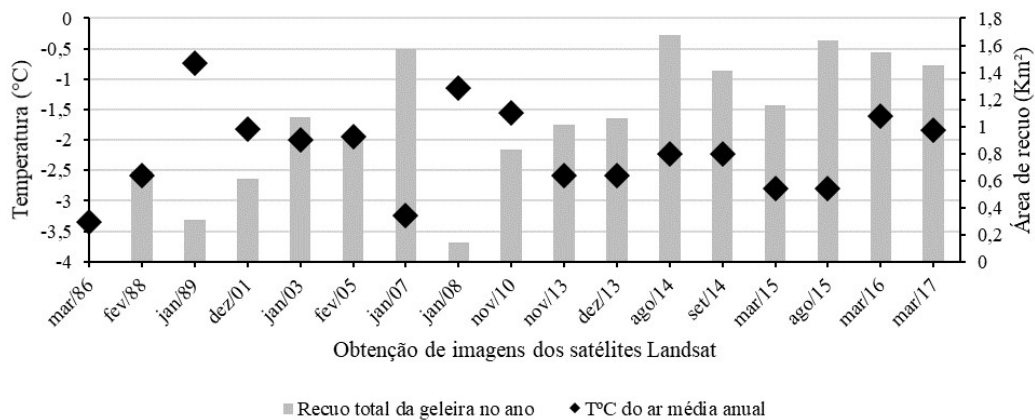 Temperatura (°C)
0
-0,5
-1
-1,5
-2
-2,5
-3
-3,5
-4
1,8
1,6
1,4
1,2
1
0,8
0,6
0,4
0,2
0
Área de recuo (Km²)
mar/86
fev/88
jan/89
dez/01
jan/03
fev/05
jan/07
jan/08
nov/10
nov/13
dez/13
ago/14
set/14
mar/15
ago/15
mar/16
mar/17
Obtenção de imagens dos satélites Landsat
Recuo total da geleira no ano
TºC do ar média anual